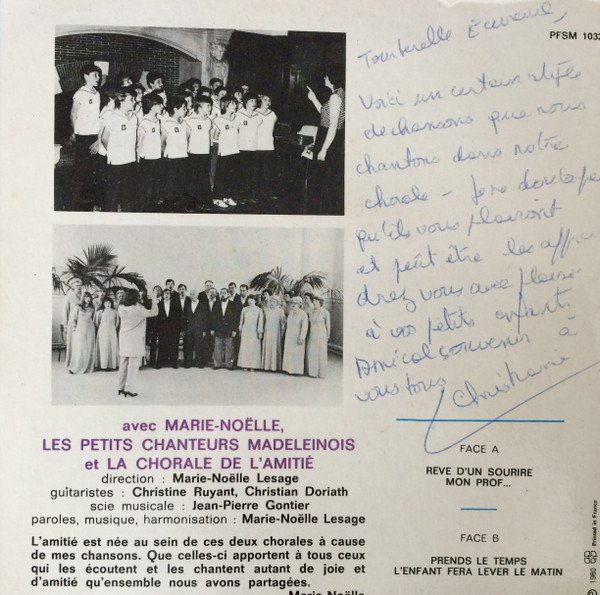 PFSM 1032
Tourterelle Écureuil,
Voici un certain style
de chansons que nous
chantons dans notre
chorale – Je ne doute pas
qu'ils vous plairont
et peut être les appren
drez vous avec plaisir
à vos petits enfants.
Amical souvenir à
vous tous
Christiane
avec MARIE-NOËLLE,
LES PETITS CHANTEURS MADELEINOIS
et LA CHORALE DE L'AMITIÉ
direction : Marie-Noëlle Lesage
guitaristes : Christine Ruyant, Christian Doriath
scie musicale : Jean-Pierre Gontier
paroles, musique, harmonisation : Marie-Noëlle Lesage
L'amitié est née au sein de ces deux chorales à cause
de mes chansons. Que celles-ci apportent à tous ceux
qui les écoutent et les chantent autant de joie et
d'amitié qu'ensemble nous avons partagées.
Marie-Noëlle
FACE A
REVE D'UN SOURIRE
MON PROF...
FACE B
PRENDS LE TEMPS
L'ENFANT FERA LEVER LE MATIN
℗ 1980
Printed in France